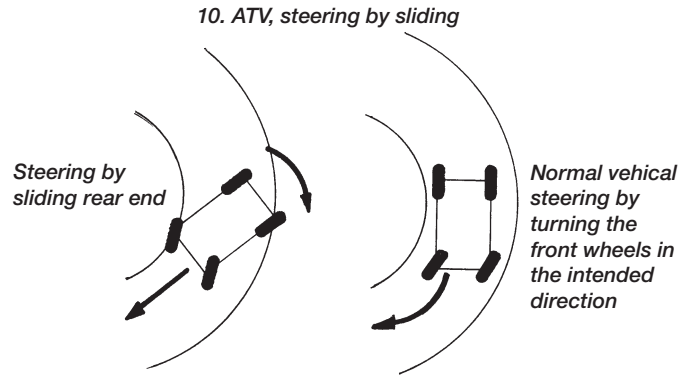 10. ATV, steering by sliding
Steering by
sliding rear end
Normal vehical
steering by
turning the
front wheels in
the intended
direction